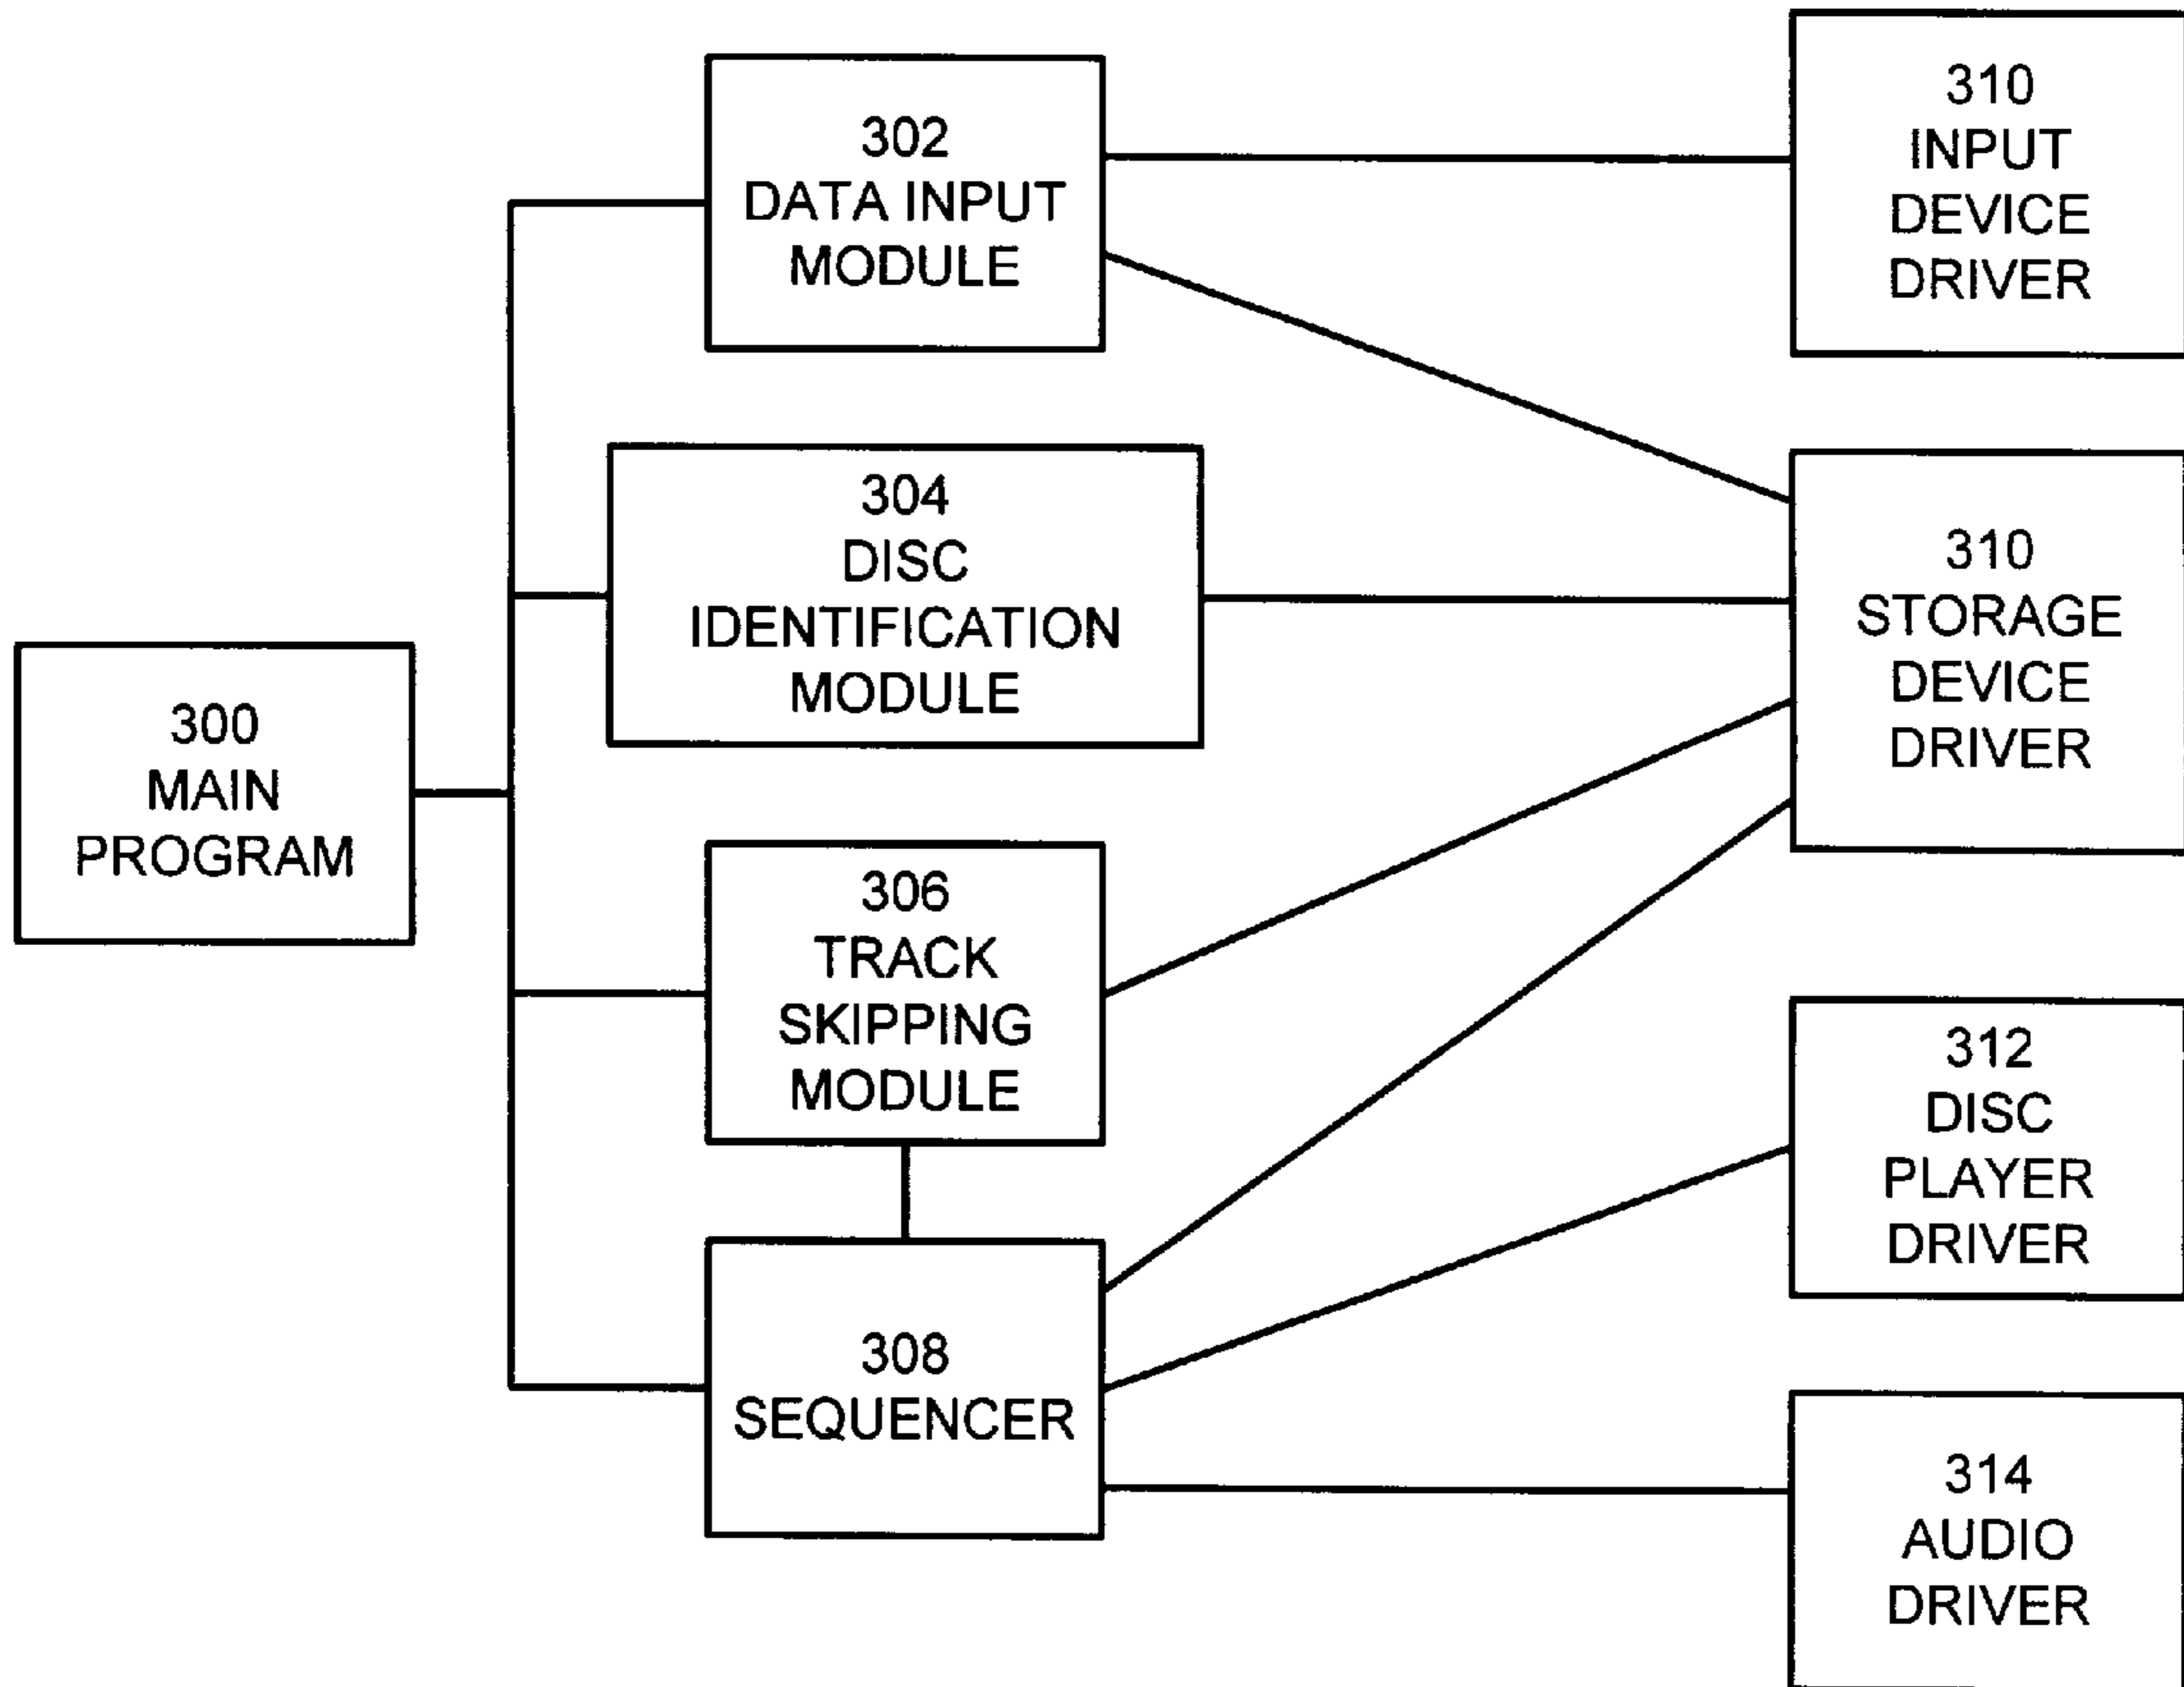 300
MAIN
PROGRAM
302
DATA INPUT
MODULE
304
DISC
IDENTIFICATION
MODULE
306
TRACK
SKIPPING
MODULE
308
SEQUENCER
310
INPUT
DEVICE
DRIVER
310
STORAGE
DEVICE
DRIVER
312
DISC
PLAYER
DRIVER
314
AUDIO
DRIVER